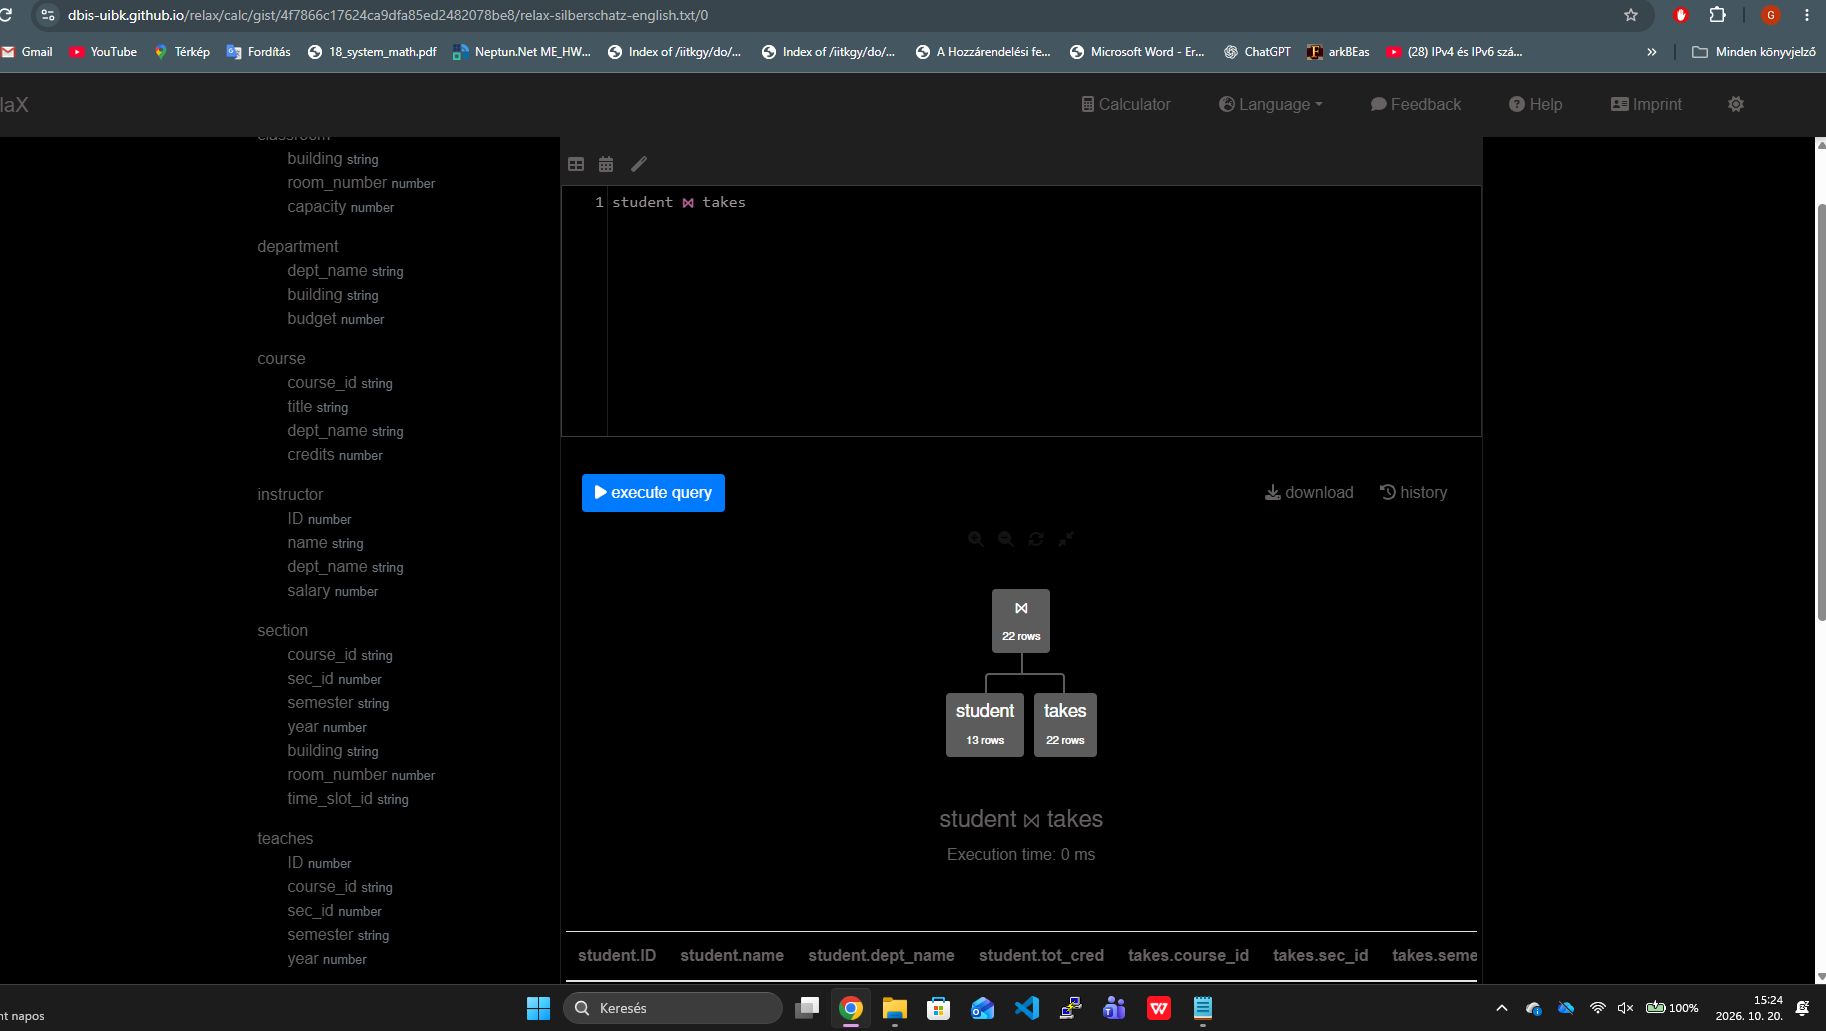 dbis-uibk.github.io/relax/calc/gist/4f7866c17624ca9dfa85ed2482078be8/relax-silberschatz-english.txt/0
G
Gmail YouTube Térkép Fordítás 18_system_math.pdf Neptun.Net ME_HW... Index of /iitkgy/do/... Index of /iitkgy/do/... A Hozzárendelési fe... Microsoft Word - Er... ChatGPT arkBEas (28) IPv4 és IPv6 szá... » Minden könyvjelző
laX Calculator Language Feedback Help Imprint
classroom
building string
room_number number
capacity number
department
dept_name string
building string
budget number
course
course_id string
title string
dept_name string
credits number
instructor
ID number
name string
dept_name string
salary number
section
course_id string
sec_id number
semester string
year number
building string
room_number number
time_slot_id string
teaches
ID number
course_id string
sec_id number
semester string
year number
1 student ⋈ takes
execute query download history
⋈
22 rows
student takes
13 rows 22 rows
student ⋈ takes
Execution time: 0 ms
student.ID student.name student.dept_name student.tot_cred takes.course_id takes.sec_id takes.seme
nt napos
Keresés
100%
15:24
2026. 10. 20.